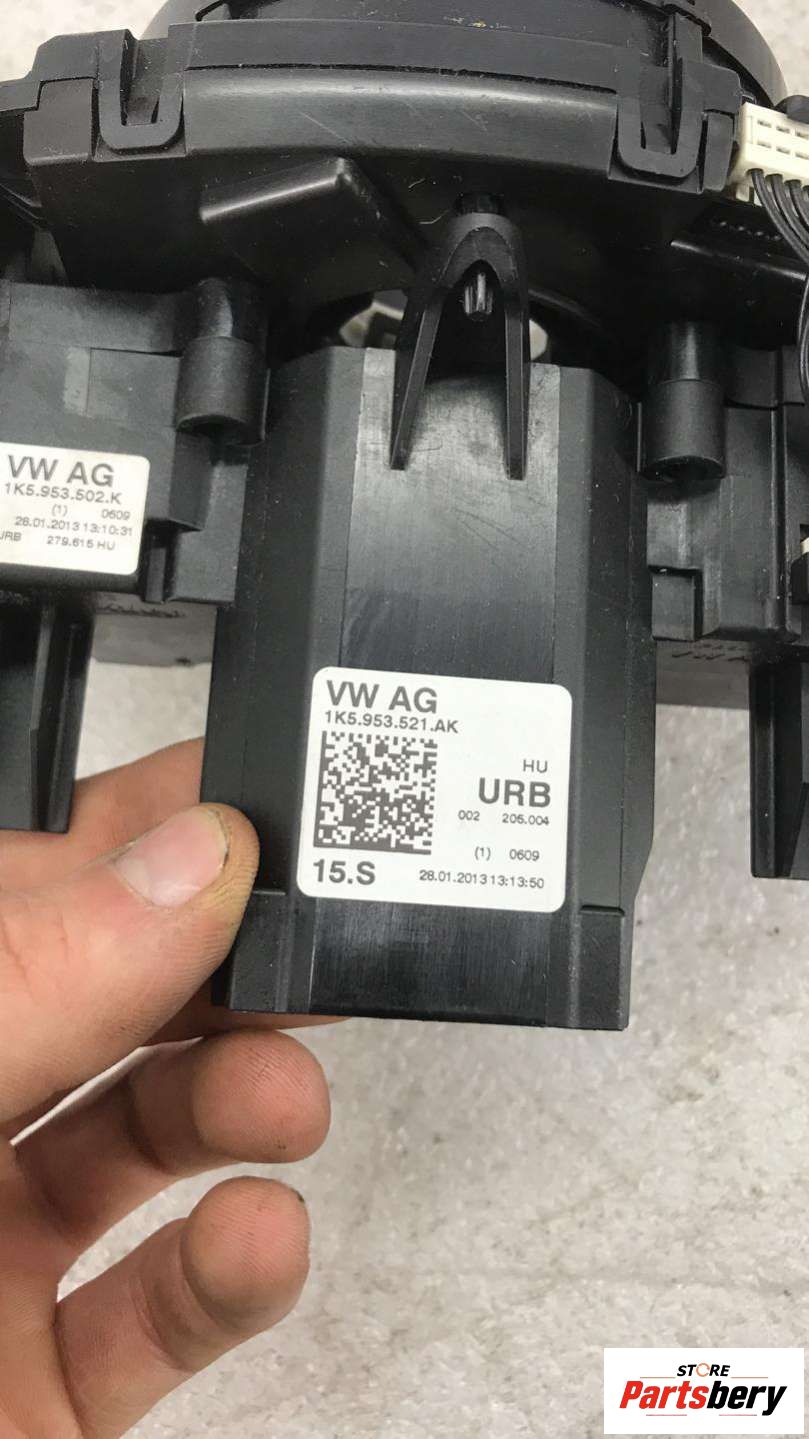 VW AG
1K5.953.502.K
(1) 0609
28.01.2013 13:10:31
URB 279.615 HU
VW AG
1K5.953.521.AK
HU
URB
002 205.004
(1) 0609
15.S 28.01.2013 13:13:50
STORE
Partsbery